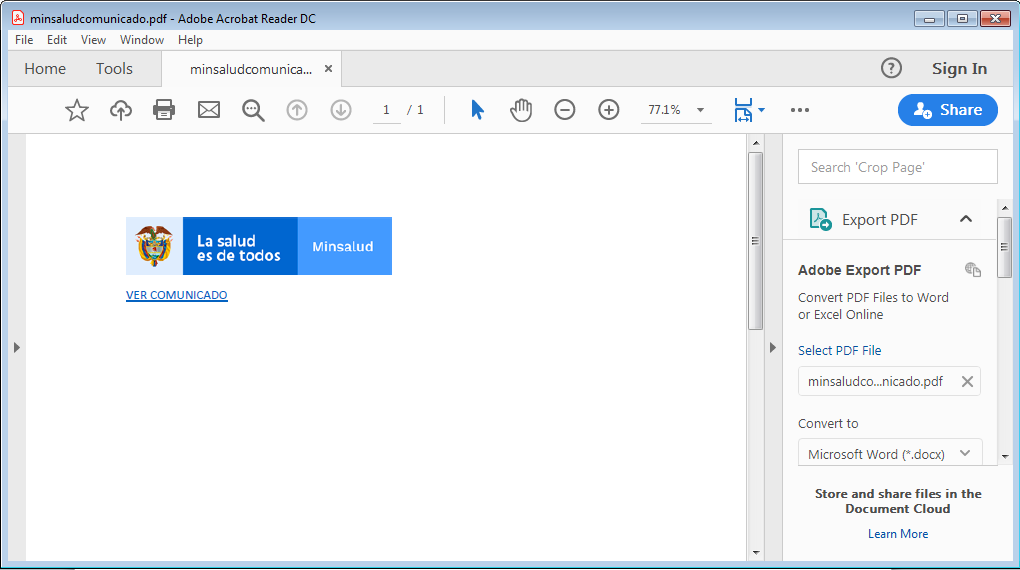 minsaludcomunicado.pdf - Adobe Acrobat Reader DC
File Edit View Window Help
Home Tools minsaludcomunica... × ? Sign In
1 / 1 77.1% Share
Search 'Crop Page'
La salud
es de todos
Minsalud
VER COMUNICADO
Export PDF
Adobe Export PDF
Convert PDF Files to Word
or Excel Online
Select PDF File
minsaludco...nicado.pdf
Convert to
Microsoft Word (*.docx)
Store and share files in the
Document Cloud
Learn More